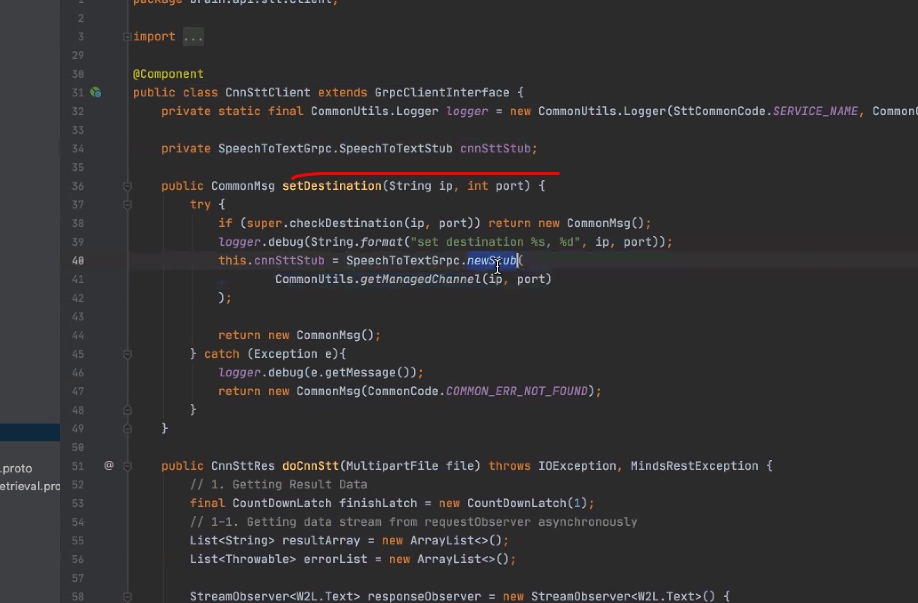 package brain.api.stt.client;
2
3 import ...
29
30 @Component
31 public class CnnSttClient extends GrpcClientInterface {
32 private static final CommonUtils.Logger logger = new CommonUtils.Logger(SttCommonCode.SERVICE_NAME,
33
34 private SpeechToTextGrpc.SpeechToTextStub cnnSttStub;
35
36 public CommonMsg setDestination(String ip, int port) {
37 try {
38 if (super.checkDestination(ip, port)) return new CommonMsg();
39 logger.debug(String.format("set destination %s, %d", ip, port));
40 this.cnnSttStub = SpeechToTextGrpc.newStub(
41 CommonUtils.getManagedChannel(ip, port)
42 );
43
44 return new CommonMsg();
45 } catch (Exception e){
46 logger.debug(e.getMessage());
47 return new CommonMsg(CommonCode.COMMON_ERR_NOT_FOUND);
48 }
49 }
50
.proto
51 @ public CnnSttRes doCnnStt(MultipartFile file) throws IOException, MindsRestException {
etrieval.pro
52 // 1. Getting Result Data
53 final CountDownLatch finishLatch = new CountDownLatch(1);
54 // 1-1. Getting data stream from requestObserver asynchronously
55 List<String> resultArray = new ArrayList<>();
56 List<Throwable> errorList = new ArrayList<>();
57
58 StreamObserver<W2L.Text> responseObserver = new StreamObserver<W2L.Text>() {